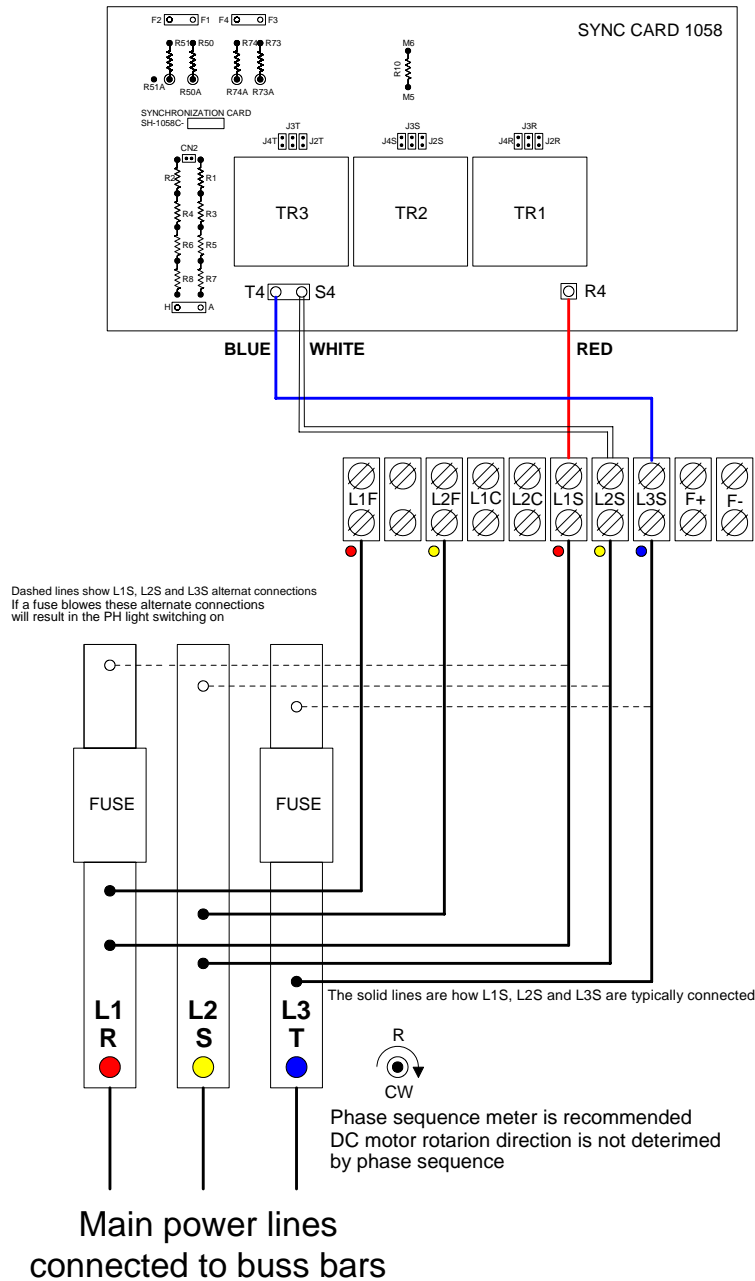 SYNC CARD 1058
F2 F1 F4 F3
R51 R50 R74 R73
M6
R10
R51A R50A R74A R73A
M5
SYNCHRONIZATION CARD
SH-1058C-
J3T J3S J3R
J4T J2T J4S J2S J4R J2R
CN2
R2 R1
R4 R3
R6 R5
R8 R7
H A
TR3 TR2 TR1
T4 S4 R4
BLUE WHITE RED
L1F L2F L1C L2C L1S L2S L3S F+ F-
Dashed lines show L1S, L2S and L3S alternat connections
If a fuse blowes these alternate connections
will result in the PH light switching on
FUSE FUSE
The solid lines are how L1S, L2S and L3S are typically connected
L1 L2 L3
R S T
R
CW
Phase sequence meter is recommended
DC motor rotarion direction is not deterimed
by phase sequence
Main power lines
connected to buss bars